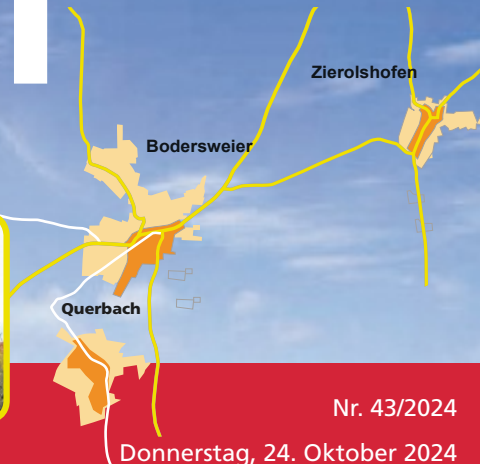 Zierolshofen
Bodersweier
Querbach
Nr. 43/2024
Donnerstag, 24. Oktober 2024